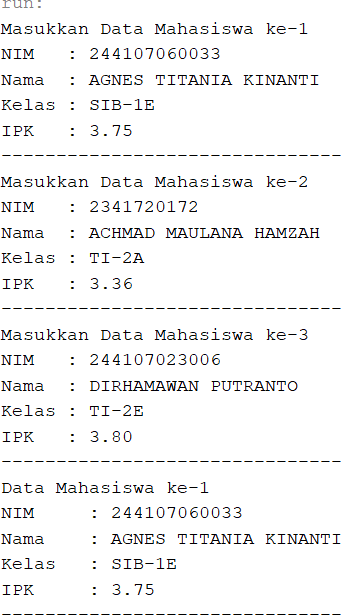 run:
Masukkan Data Mahasiswa ke-1
NIM   : 244107060033
Nama  : AGNES TITANIA KINANTI
Kelas : SIB-1E
IPK   : 3.75
-------------------------------
Masukkan Data Mahasiswa ke-2
NIM   : 2341720172
Nama  : ACHMAD MAULANA HAMZAH
Kelas : TI-2A
IPK   : 3.36
-------------------------------
Masukkan Data Mahasiswa ke-3
NIM   : 244107023006
Nama  : DIRHAMAWAN PUTRANTO
Kelas : TI-2E
IPK   : 3.80
-------------------------------
Data Mahasiswa ke-1
NIM     : 244107060033
Nama    : AGNES TITANIA KINANTI
Kelas   : SIB-1E
IPK     : 3.75
-------------------------------